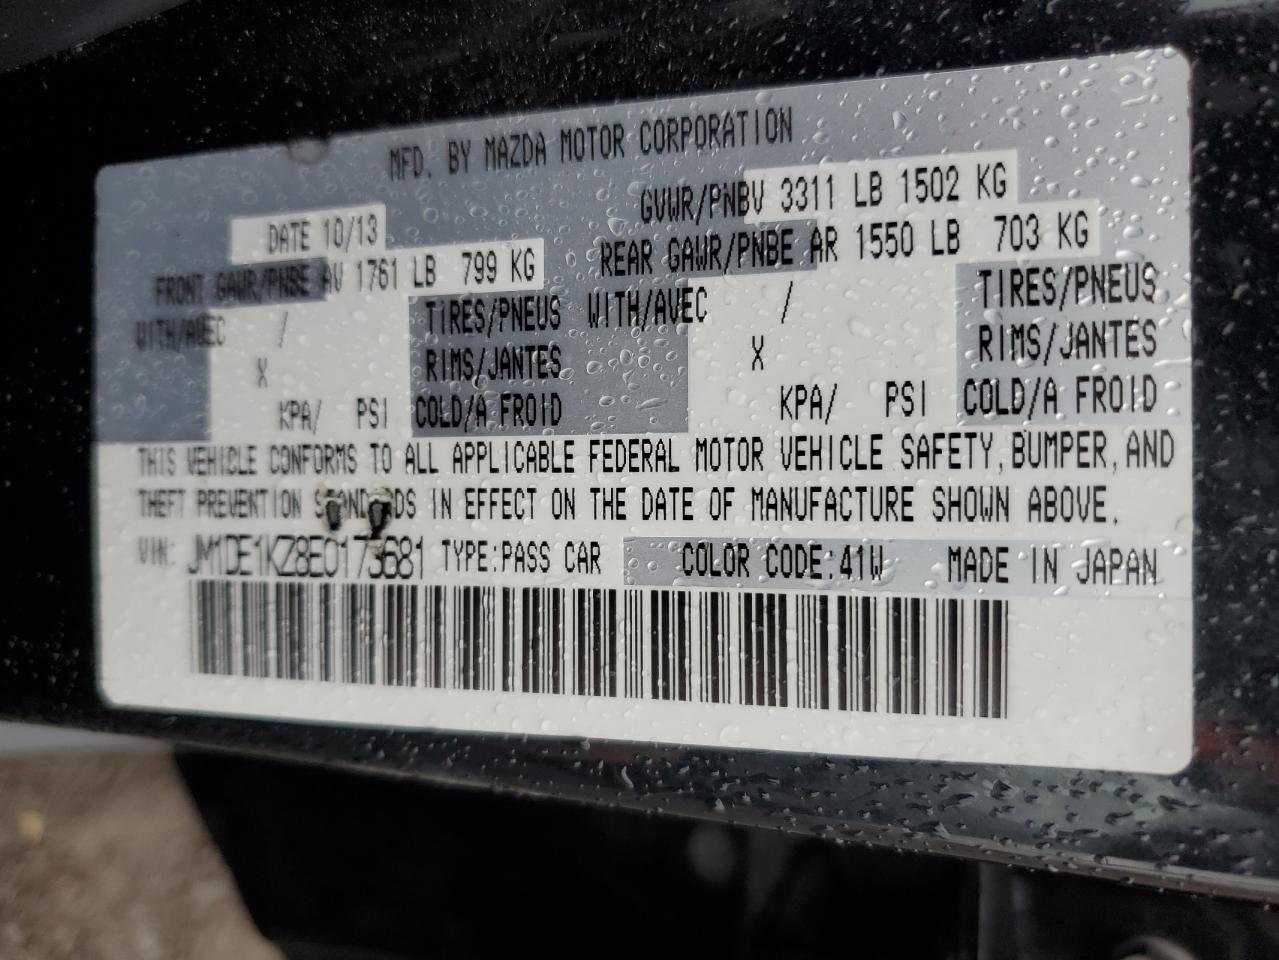 MFD. BY MAZDA MOTOR CORPORATION
DATE 10/13 GVWR/PNBV 3311 LB 1502 KG
FRONT GAWR/PNBE AV 1761 LB 799 KG REAR GAWR/PNBE AR 1550 LB 703 KG
WITH/AVEC / TIRES/PNEUS WITH/AVEC / TIRES/PNEUS
X RIMS/JANTES X RIMS/JANTES
KPA/ PSI COLD/A FROID KPA/ PSI COLD/A FROID
THIS VEHICLE CONFORMS TO ALL APPLICABLE FEDERAL MOTOR VEHICLE SAFETY, BUMPER, AND
THEFT PREVENTION STANDARDS IN EFFECT ON THE DATE OF MANUFACTURE SHOWN ABOVE.
VIN: JM1DE1KZ8E0173681 TYPE:PASS CAR COLOR CODE:41W MADE IN JAPAN